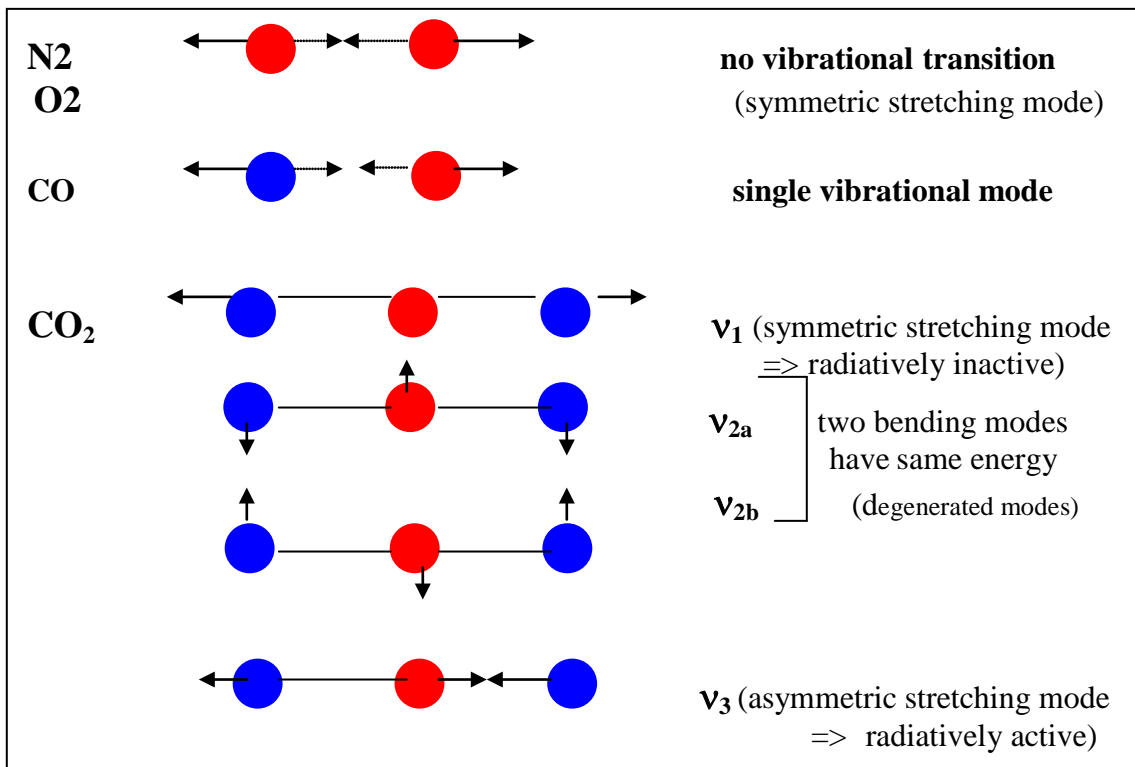 N2 no vibrational transition
O2 (symmetric stretching mode)
CO single vibrational mode
CO₂ ν₁ (symmetric stretching mode
=> radiatively inactive)
ν₂ₐ two bending modes
have same energy
ν₂b (degenerated modes)
ν₃ (asymmetric stretching mode
=> radiatively active)